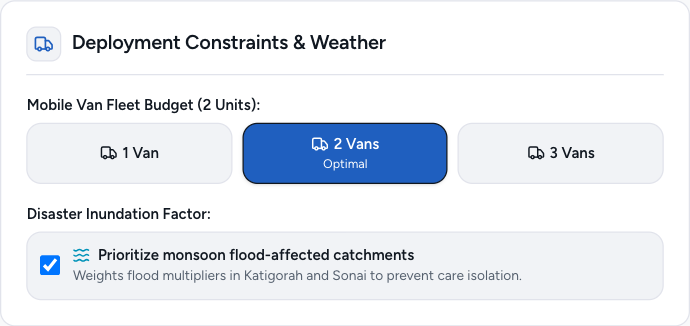 Deployment Constraints & Weather
Mobile Van Fleet Budget (2 Units):
1 Van
2 Vans
Optimal
3 Vans
Disaster Inundation Factor:
Prioritize monsoon flood-affected catchments
Weights flood multipliers in Katigorah and Sonai to prevent care isolation.